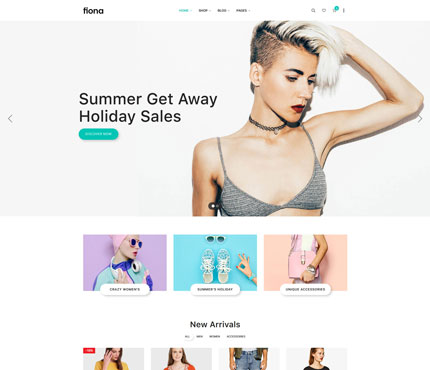 fiona
HOME SHOP BLOG PAGES
Summer Get Away
Holiday Sales
DISCOVER NOW
CRAZY WOMEN'S
SUMMER'S HOLIDAY
UNIQUE ACCESSORIES
New Arrivals
ALL MEN WOMEN ACCESSORIES